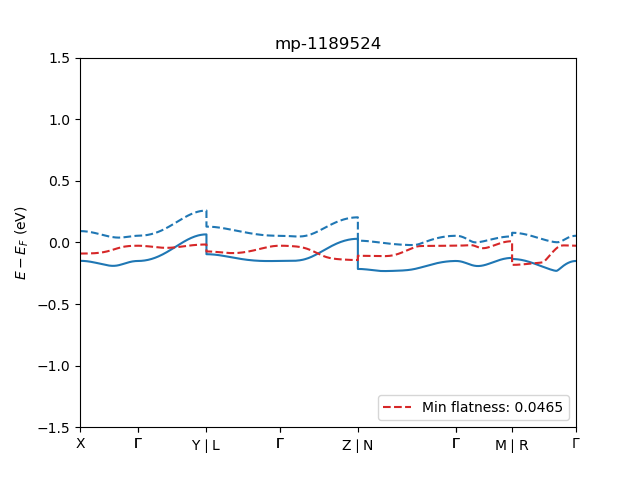 mp-1189524
1.5
1.0
0.5
0.0
−0.5
−1.0
−1.5
E − E_F (eV)
Min flatness: 0.0465
X Γ Y | L Γ Z | N Γ M | R Γ